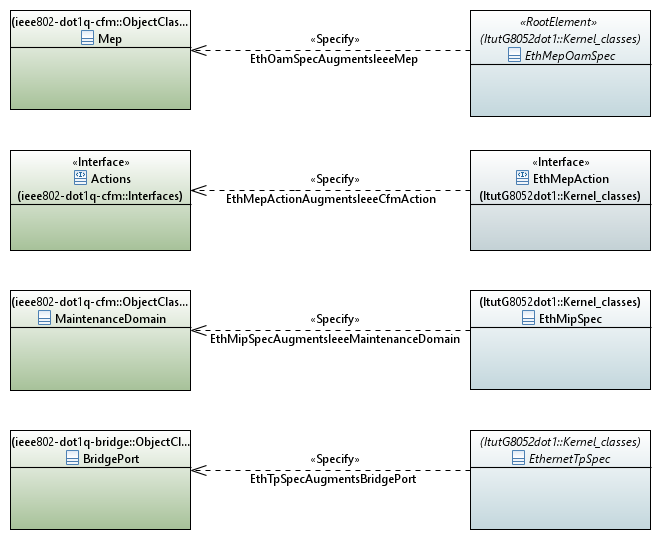 (ieee802-dot1q-cfm::ObjectClas...
Mep
«Specify»
EthOamSpecAugmentsIeeeMep
«RootElement»
(ItutG8052dot1::Kernel_classes)
EthMepOamSpec
«Interface»
Actions
(ieee802-dot1q-cfm::Interfaces)
«Specify»
EthMepActionAugmentsIeeeCfmAction
«Interface»
EthMepAction
(ItutG8052dot1::Kernel_classes)
(ieee802-dot1q-cfm::ObjectClas...
MaintenanceDomain
«Specify»
EthMipSpecAugmentsIeeeMaintenanceDomain
(ItutG8052dot1::Kernel_classes)
EthMipSpec
(ieee802-dot1q-bridge::ObjectCl...
BridgePort
«Specify»
EthTpSpecAugmentsBridgePort
(ItutG8052dot1::Kernel_classes)
EthernetTpSpec